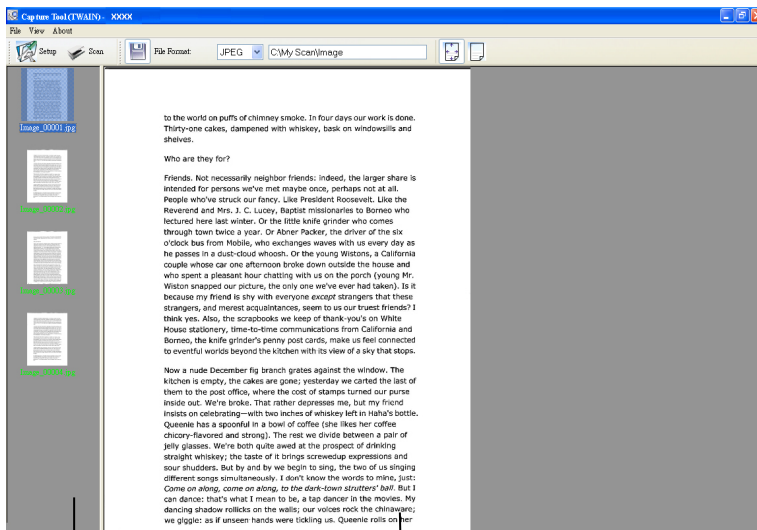 Capture Tool (TWAIN) - XXXX
File View About
Setup Scan File Format: JPEG C:\My Scan\Image
Image_00001.jpg
to the world on puffs of chimney smoke. In four days our work is done.
Thirty-one cakes, dampened with whiskey, bask on windowsills and
shelves.
Who are they for?
Friends. Not necessarily neighbor friends: indeed, the larger share is
intended for persons we've met maybe once, perhaps not at all.
People who've struck our fancy. Like President Roosevelt. Like the
Reverend and Mrs. J. C. Lucey, Baptist missionaries to Borneo who
lectured here last winter. Or the little knife grinder who comes
through town twice a year. Or Abner Packer, the driver of the six
o'clock bus from Mobile, who exchanges waves with us every day as
he passes in a dust-cloud whoosh. Or the young Wistons, a California
couple whose car one afternoon broke down outside the house and
who spent a pleasant hour chatting with us on the porch (young Mr.
Wiston snapped our picture, the only one we've ever had taken). Is it
because my friend is shy with everyone except strangers that these
strangers, and merest acquaintances, seem to us our truest friends? I
think yes. Also, the scrapbooks we keep of thank-you's on White
House stationery, time-to-time communications from California and
Borneo, the knife grinder's penny post cards, make us feel connected
to eventful worlds beyond the kitchen with its view of a sky that stops.
Now a nude December fig branch grates against the window. The
kitchen is empty, the cakes are gone; yesterday we carted the last of
them to the post office, where the cost of stamps turned our purse
inside out. We're broke. That rather depresses me, but my friend
insists on celebrating—with two inches of whiskey left in Haha's bottle.
Queenie has a spoonful in a bowl of coffee (she likes her coffee
chicory-flavored and strong). The rest we divide between a pair of
jelly glasses. We're both quite awed at the prospect of drinking
straight whiskey; the taste of it brings screwedup expressions and
sour shudders. But by and by we begin to sing, the two of us singing
different songs simultaneously. I don't know the words to mine, just:
Come on along, come on along, to the dark-town strutters' ball. But I
can dance: that's what I mean to be, a tap dancer in the movies. My
dancing shadow rollicks on the walls; our voices rock the chinaware;
we giggle: as if unseen hands were tickling us. Queenie rolls on her